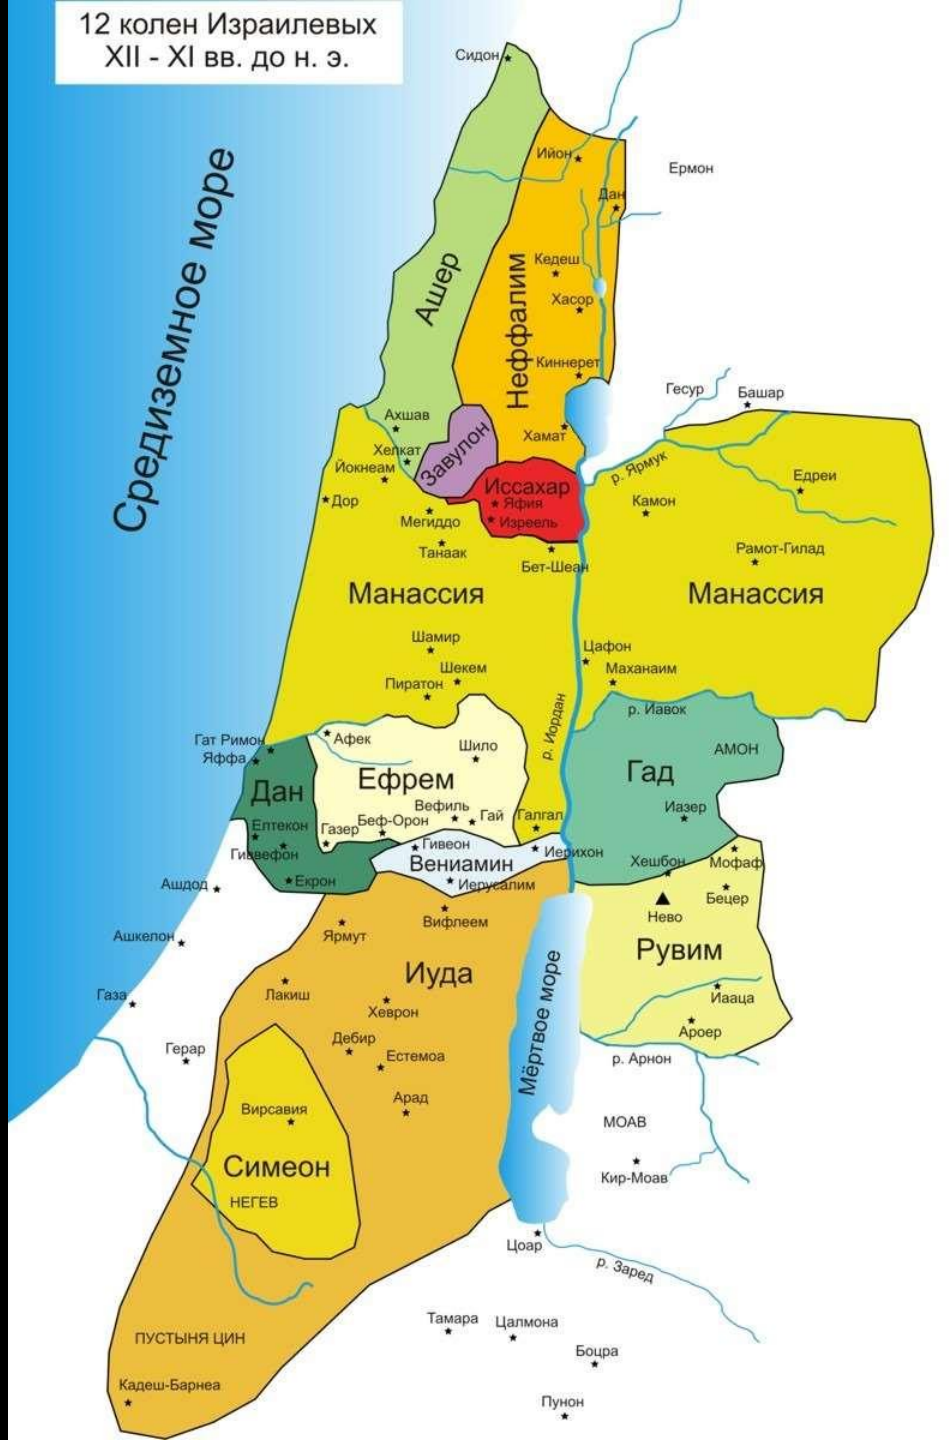 12 колен Израилевых
XII - XI вв. до н. э.
Сидон
Средиземное море
Ийон
Ермон
Дан
Ашер
Неффалим
Кедеш
Хасор
Киннерет
Гесур
Башар
Ахшав
Хамат
Завулон
Хелкат
Йокнеам
р. Ярмук
Иссахар
Едреи
Дор
Яфия
Камон
Мегиддо
Изреель
Танаак
Рамот-Гилад
Бет-Шеан
Манассия
Манассия
Шамир
Цафон
Шекем
Маханаим
Пиратон
р. Иордан
р. Иавок
Гат Римон
Афек
Шило
АМОН
Яффа
Ефрем
Гад
Дан
Вефиль
Иазер
Гай
Галгал
Беф-Орон
Ептекон
Газер
Гивеон
Иерихон
Гиввефон
Вениамин
Хешбон
Мофаф
Екрон
Иерусалим
Ашдод
Бецер
Вифлеем
Нево
Ашкелон
Ярмут
Рувим
Иуда
Лакиш
Мёртвое море
Иааца
Газа
Хеврон
Ароер
Дебир
Герар
Естемоа
р. Арнон
Арад
Вирсавия
МОАВ
Симеон
Кир-Моав
НЕГЕВ
Цоар
р. Заред
Тамара
Цалмона
ПУСТЫНЯ ЦИН
Боцра
Кадеш-Барнеа
Пунон